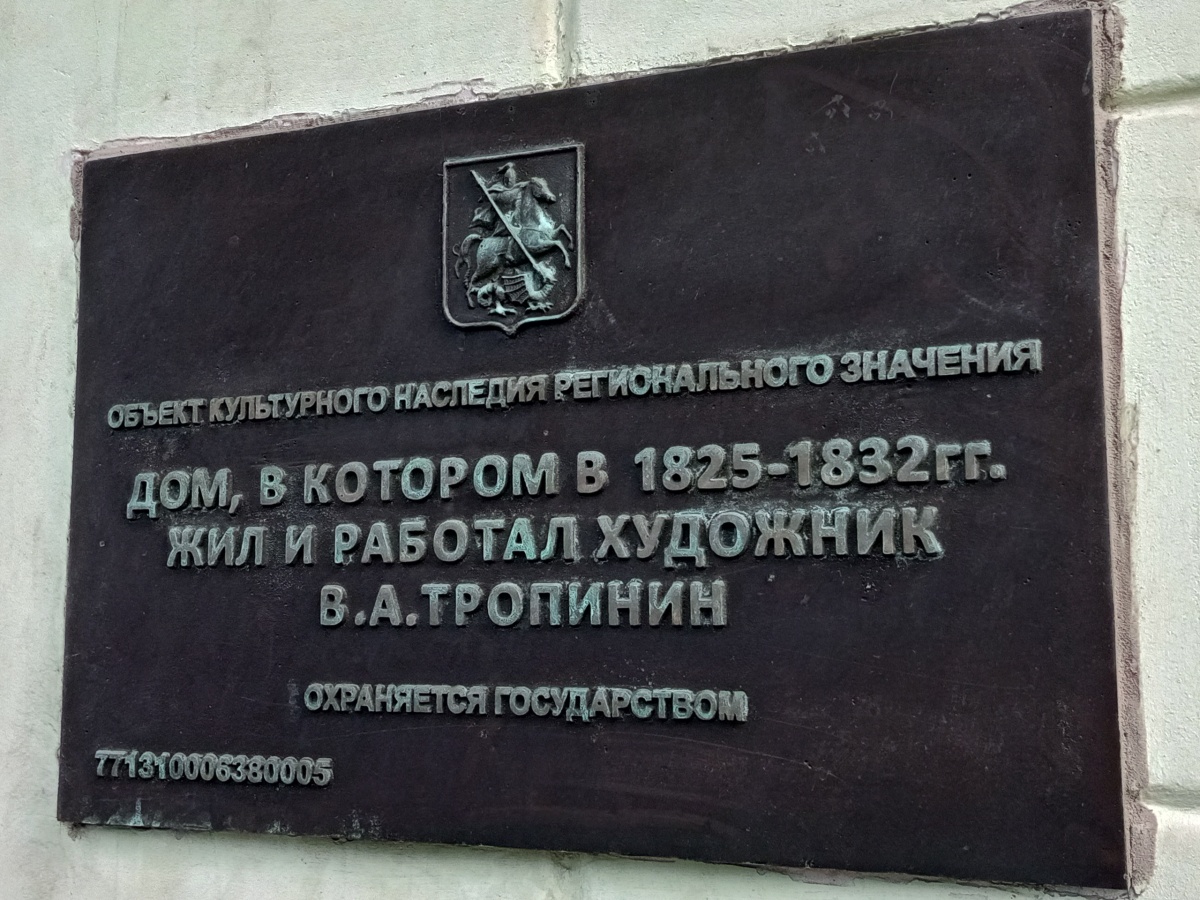 ОБЪЕКТ КУЛЬТУРНОГО НАСЛЕДИЯ РЕГИОНАЛЬНОГО ЗНАЧЕНИЯ
ДОМ, В КОТОРОМ В 1825-1832гг.
ЖИЛ И РАБОТАЛ ХУДОЖНИК
В.А.ТРОПИНИН
ОХРАНЯЕТСЯ ГОСУДАРСТВОМ
771310006380005